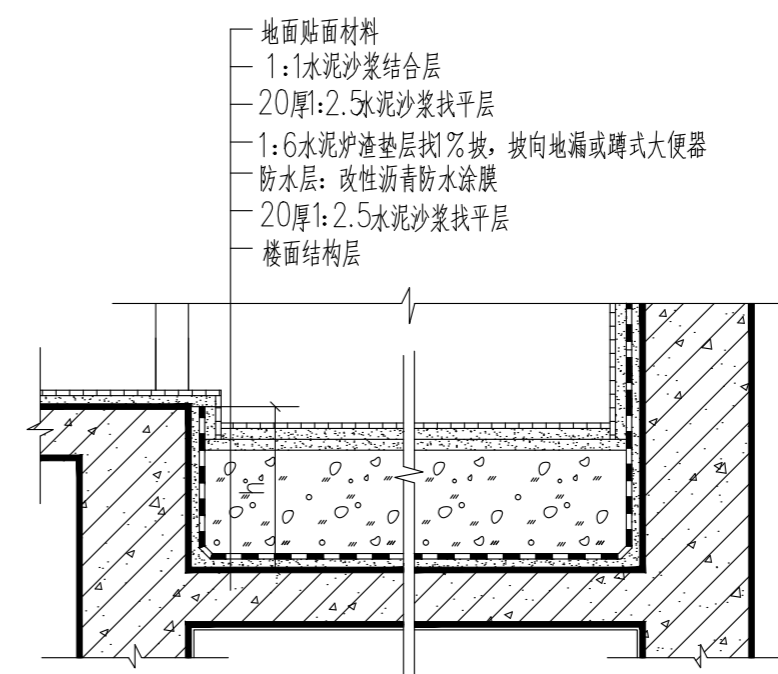 地面贴面材料
1:1水泥沙浆结合层
20厚1:2.5水泥沙浆找平层
1:6水泥炉渣垫层找1%坡，坡向地漏或蹲式大便器
防水层：改性沥青防水涂膜
20厚1:2.5水泥沙浆找平层
楼面结构层
h